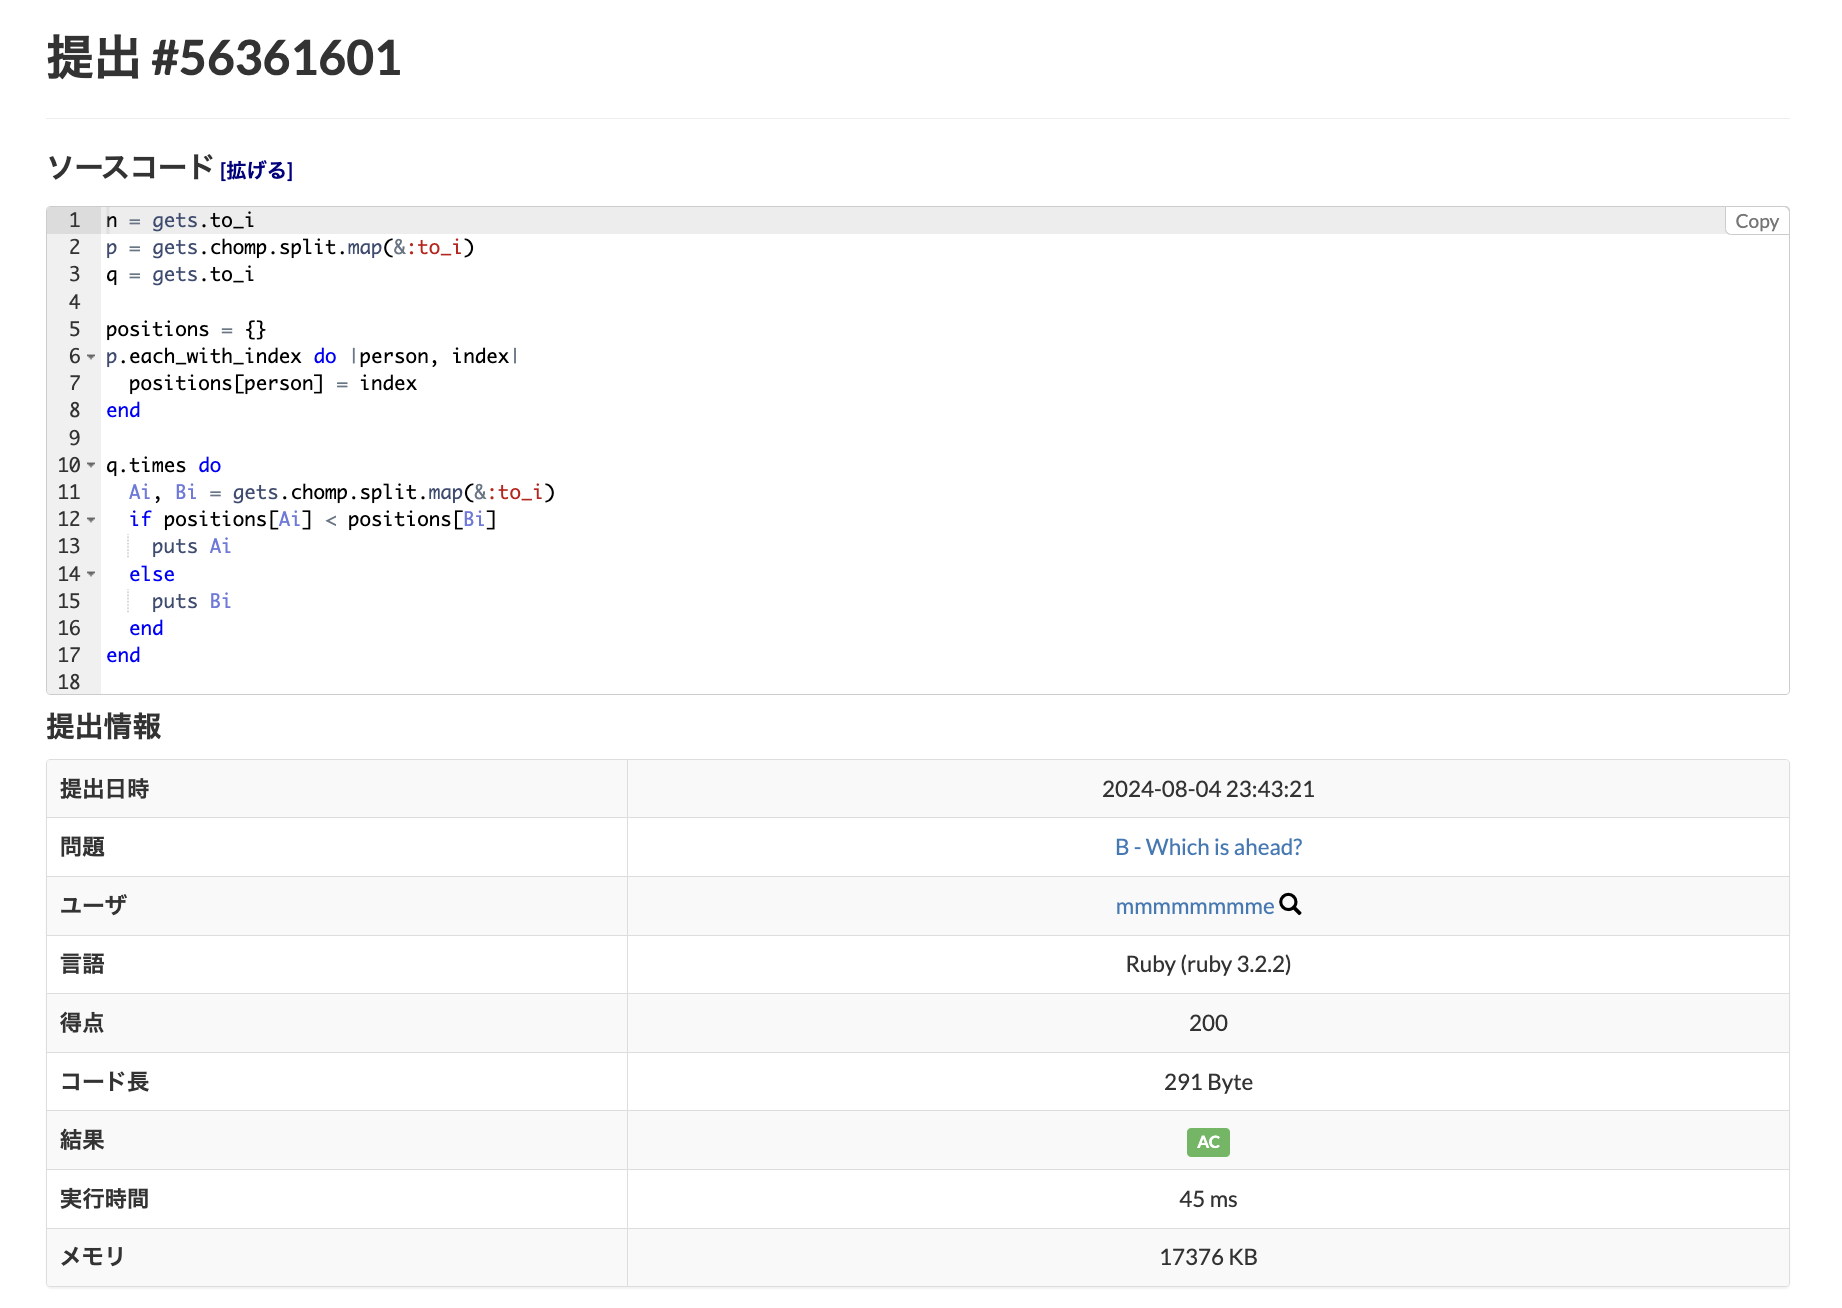 提出 #56361601
ソースコード [拡げる]
Copy
1 n = gets.to_i
2 p = gets.chomp.split.map(&:to_i)
3 q = gets.to_i
4
5 positions = {}
6 p.each_with_index do |person, index|
7   positions[person] = index
8 end
9
10 q.times do
11   Ai, Bi = gets.chomp.split.map(&:to_i)
12   if positions[Ai] < positions[Bi]
13     puts Ai
14   else
15     puts Bi
16   end
17 end
18
提出情報
提出日時 2024-08-04 23:43:21
問題 B - Which is ahead?
ユーザ mmmmmmmme
言語 Ruby (ruby 3.2.2)
得点 200
コード長 291 Byte
結果 AC
実行時間 45 ms
メモリ 17376 KB